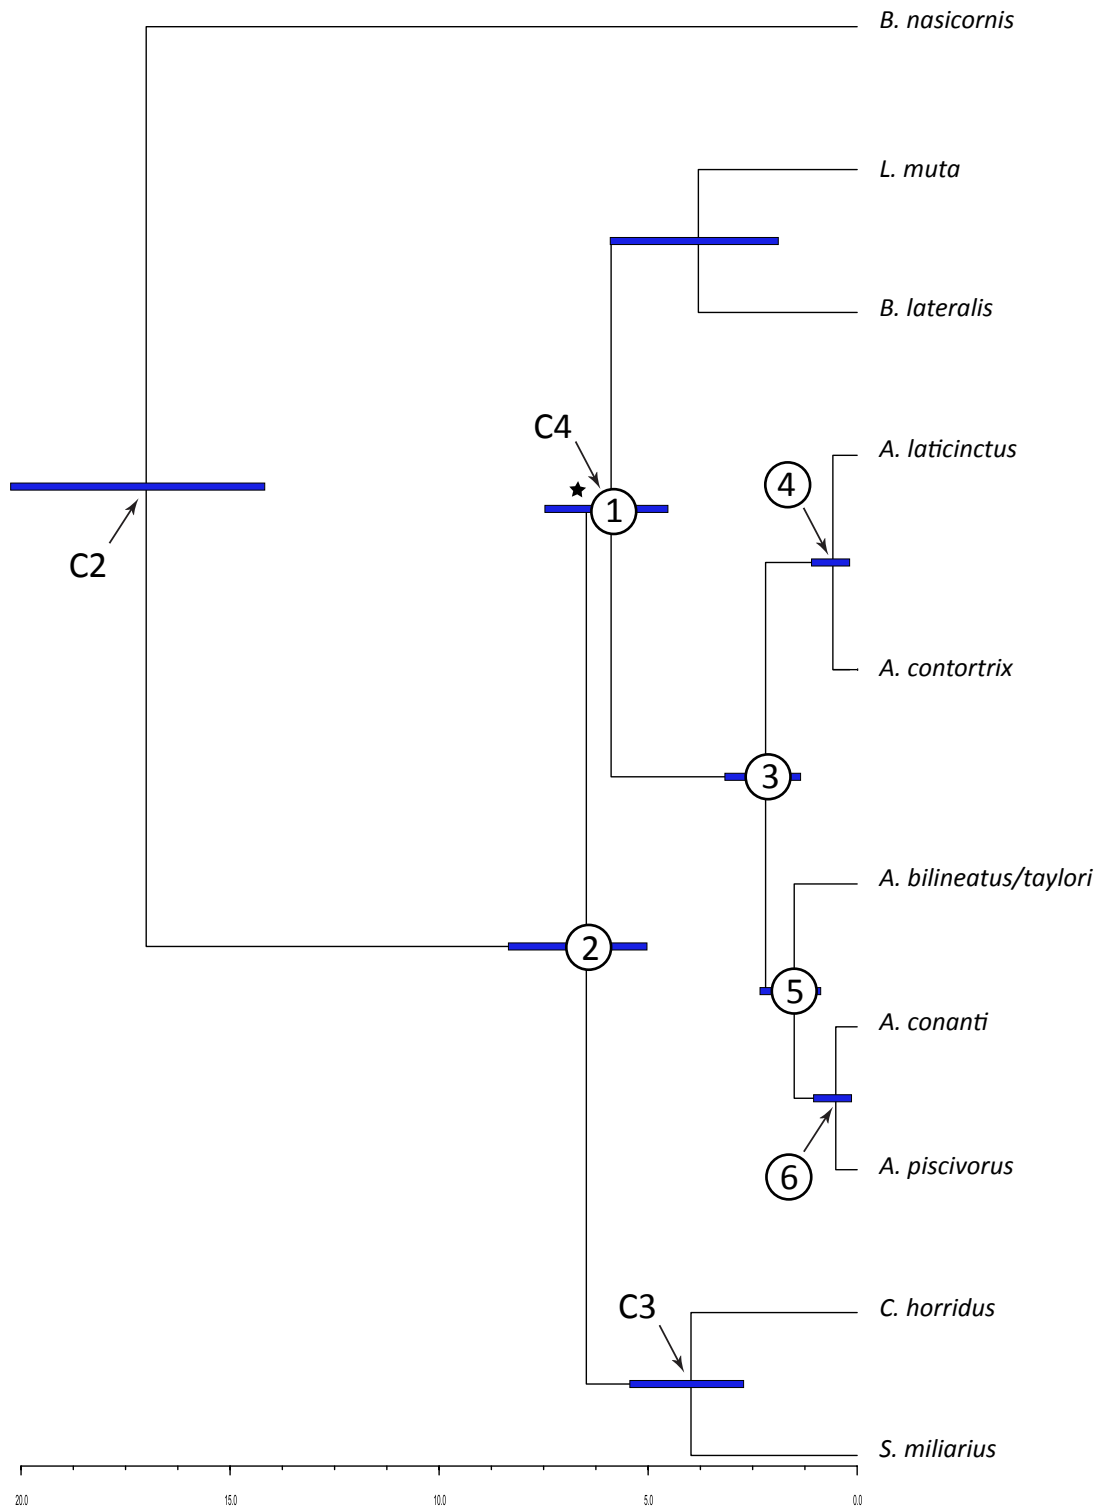 B. nasicornis
L. muta
B. lateralis
C4
A. laticinctus
4
1
C2
A. contortrix
3
A. bilineatus/taylori
2
5
A. conanti
6
A. piscivorus
C3
C. horridus
S. miliarius
20.0 15.0 10.0 5.0 0.0